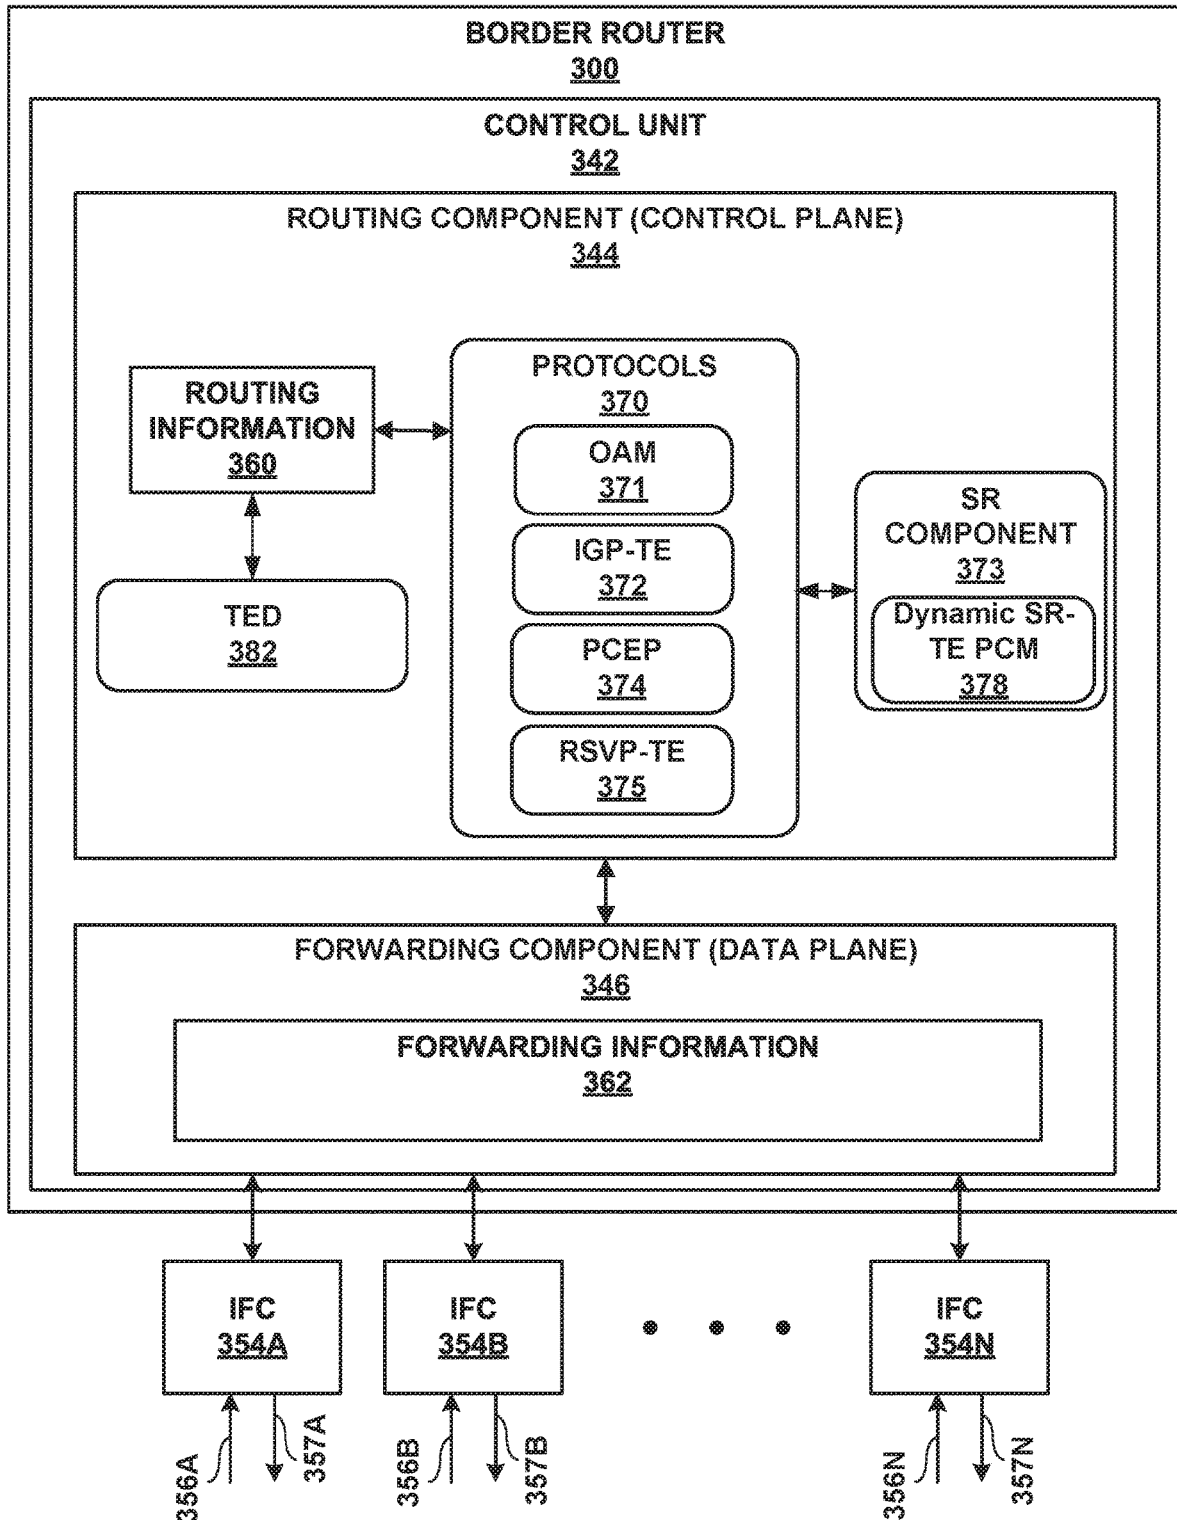 BORDER ROUTER
300
CONTROL UNIT
342
ROUTING COMPONENT (CONTROL PLANE)
344
ROUTING
INFORMATION
360
TED
382
PROTOCOLS
370
OAM
371
IGP-TE
372
PCEP
374
RSVP-TE
375
SR
COMPONENT
373
Dynamic SR-
TE PCM
378
FORWARDING COMPONENT (DATA PLANE)
346
FORWARDING INFORMATION
362
IFC
354A
IFC
354B
IFC
354N
356A
357A
356B
357B
356N
357N